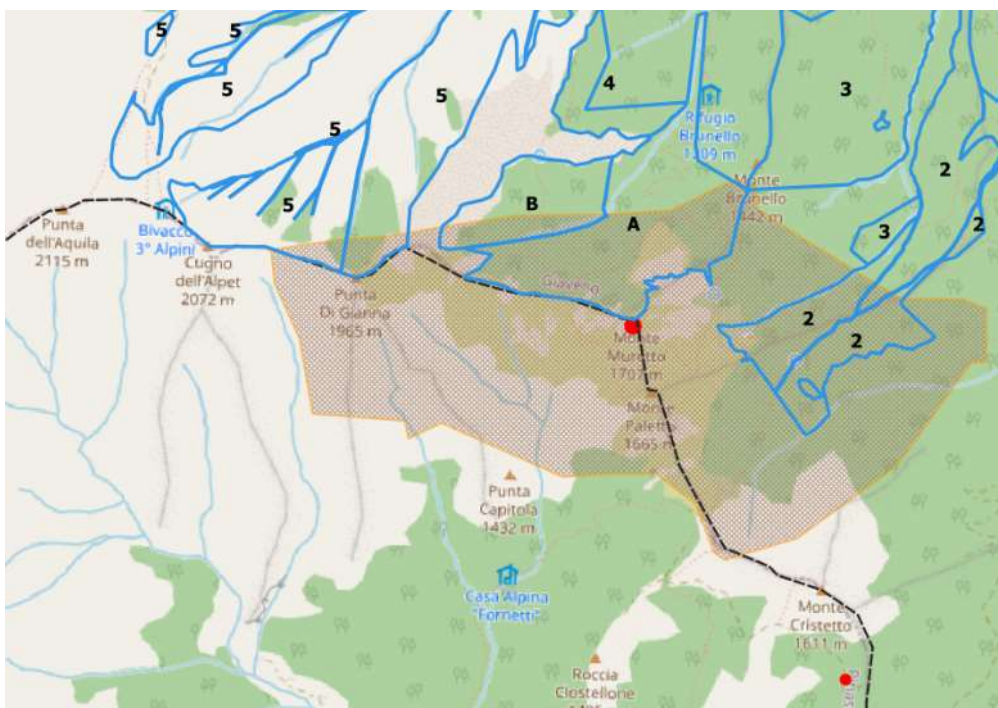 5
5
5
5
5
5
4
3
Rifugio
Brunello
1209 m
2
Monte
Brunello
1442 m
B
A
3
2
Punta
dell'Aquila
2115 m
Bivacco
3° Alpini
Cugno
dell'Alpet
2072 m
Punta
Di Gianna
1965 m
Giaveno
2
2
Monte
Muretto
1707 m
Monte
Paletto
1665 m
Punta
Capitola
1432 m
Casa Alpina
"Fornetti"
Monte
Cristetto
1611 m
Roccia
Clostellone